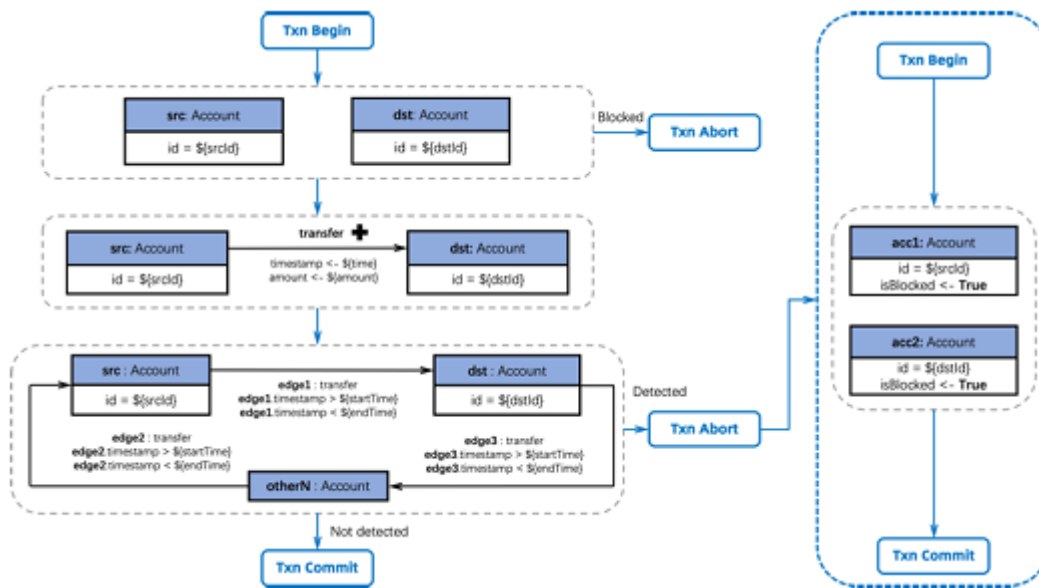 Txn Begin
src: Account
id = ${srcId}
dst: Account
id = ${dstId}
Blocked
Txn Abort
transfer
src: Account
id = ${srcId}
timestamp <- ${time}
amount <- ${amount}
dst: Account
id = ${dstId}
src : Account
id = ${srcId}
edge1 : transfer
edge1.timestamp > ${startTime}
edge1.timestamp < ${endTime}
dst : Account
id = ${dstId}
edge2 : transfer
edge2.timestamp > ${startTime}
edge2.timestamp < ${endTime}
edge3 : transfer
edge3.timestamp > ${startTime}
edge3.timestamp < ${endTime}
otherN : Account
Detected
Txn Abort
Not detected
Txn Commit
Txn Begin
acc1: Account
id = ${srcId}
isBlocked <- True
acc2: Account
id = ${dstId}
isBlocked <- True
Txn Commit